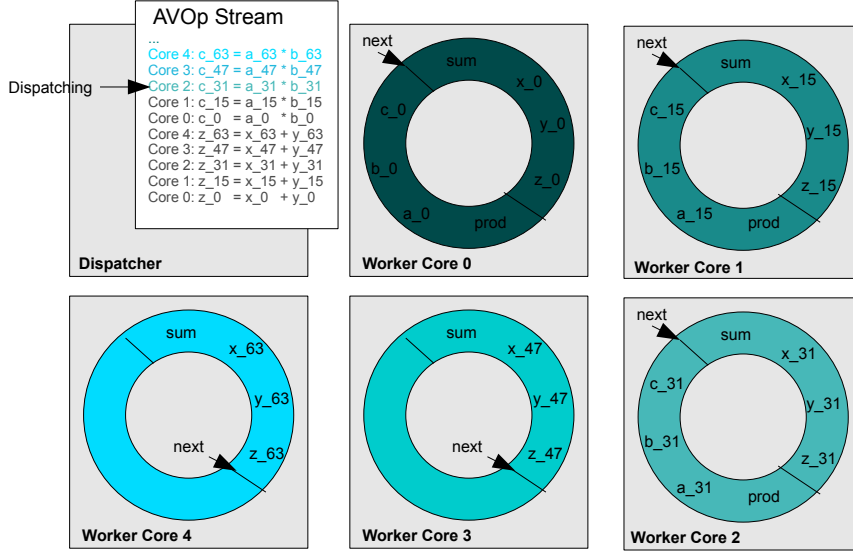 AVOp Stream
...
Core 4: c_63 = a_63 * b_63
Core 3: c_47 = a_47 * b_47
Dispatching
Core 2: c_31 = a_31 * b_31
Core 1: c_15 = a_15 * b_15
Core 0: c_0 = a_0 * b_0
Core 4: z_63 = x_63 + y_63
Core 3: z_47 = x_47 + y_47
Core 2: z_31 = x_31 + y_31
Core 1: z_15 = x_15 + y_15
Core 0: z_0 = x_0 + y_0
Dispatcher
next
sum
x_0
y_0
z_0
prod
a_0
b_0
c_0
Worker Core 0
next
sum
x_15
y_15
z_15
prod
a_15
b_15
c_15
Worker Core 1
sum
x_63
y_63
z_63
next
Worker Core 4
sum
x_47
y_47
z_47
next
Worker Core 3
next
sum
x_31
y_31
z_31
prod
a_31
b_31
c_31
Worker Core 2